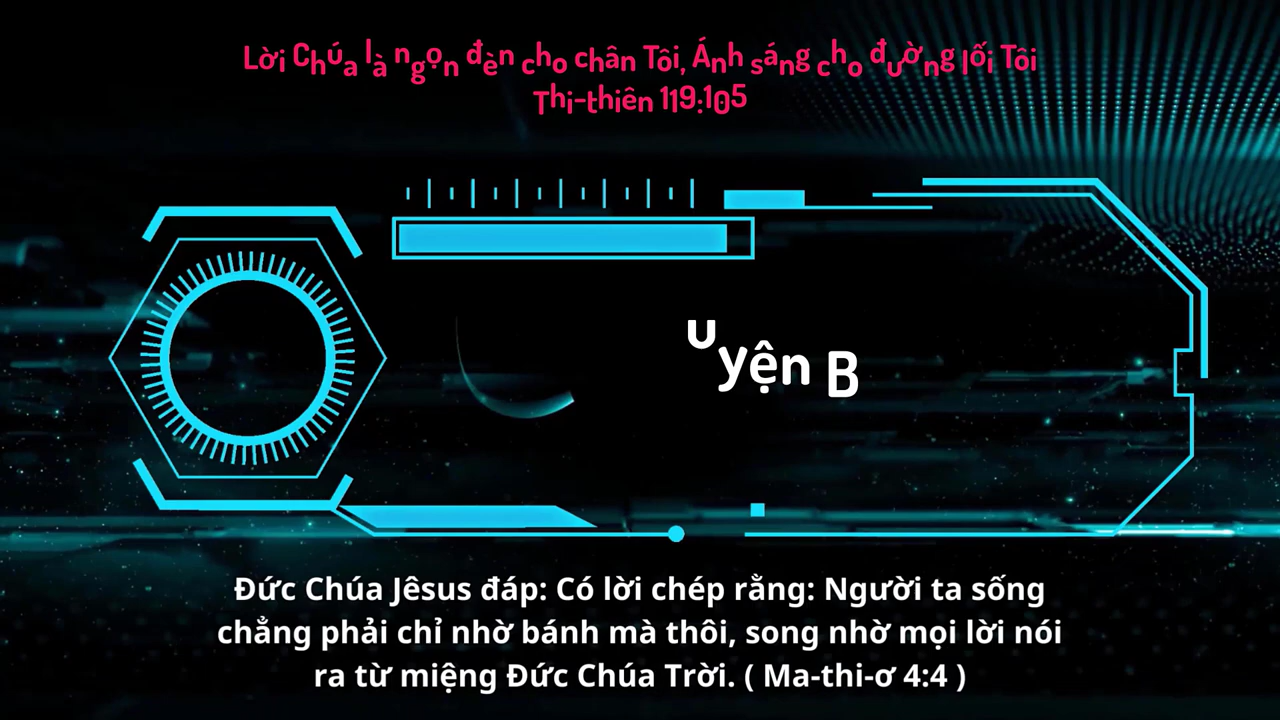 Lời Chúa là ngọn đèn cho chân Tôi, Ánh sáng cho đường lối Tôi
Thi-thiên 119:105
uyện B
Đức Chúa Jêsus đáp: Có lời chép rằng: Người ta sống
chẳng phải chỉ nhờ bánh mà thôi, song nhờ mọi lời nói
ra từ miệng Đức Chúa Trời. ( Ma-thi-ơ 4:4 )